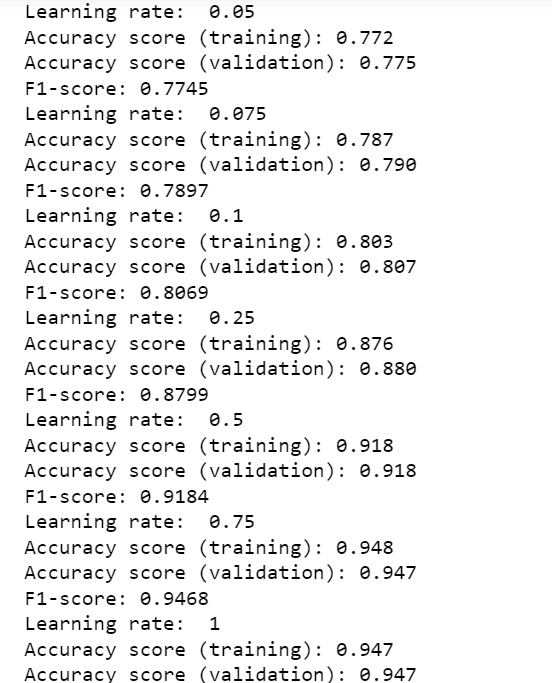 Learning rate:  0.05
Accuracy score (training): 0.772
Accuracy score (validation): 0.775
F1-score: 0.7745
Learning rate:  0.075
Accuracy score (training): 0.787
Accuracy score (validation): 0.790
F1-score: 0.7897
Learning rate:  0.1
Accuracy score (training): 0.803
Accuracy score (validation): 0.807
F1-score: 0.8069
Learning rate:  0.25
Accuracy score (training): 0.876
Accuracy score (validation): 0.880
F1-score: 0.8799
Learning rate:  0.5
Accuracy score (training): 0.918
Accuracy score (validation): 0.918
F1-score: 0.9184
Learning rate:  0.75
Accuracy score (training): 0.948
Accuracy score (validation): 0.947
F1-score: 0.9468
Learning rate:  1
Accuracy score (training): 0.947
Accuracy score (validation): 0.947